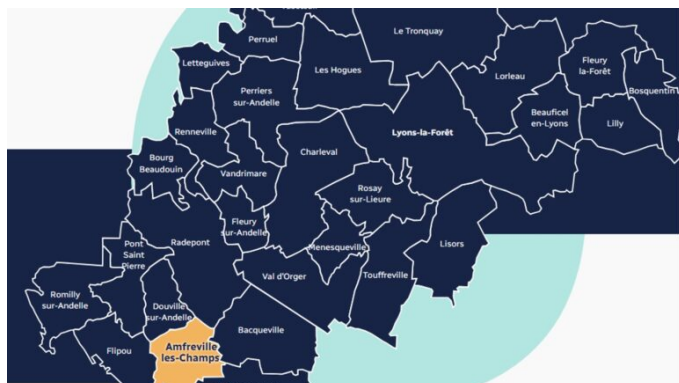 Perruel
Le Tronquay
Letteguives
Les Hogues
Lorleau
Fleury
la-Forêt
Perriers
sur-Andelle
Bosquentin
Beauficel
en-Lyons
Lilly
Renneville
Lyons-la-Forêt
Charleval
Bourg
Beaudouin
Vandrimare
Rosay
sur-Lieure
Fleury
sur-Andelle
Radepont
Menesqueville
Lisors
Pont
Saint
Pierre
Val d'Orger
Touffreville
Romilly
sur-Andelle
Douville
sur-Andelle
Bacqueville
Amfreville
les-Champs
Flipou